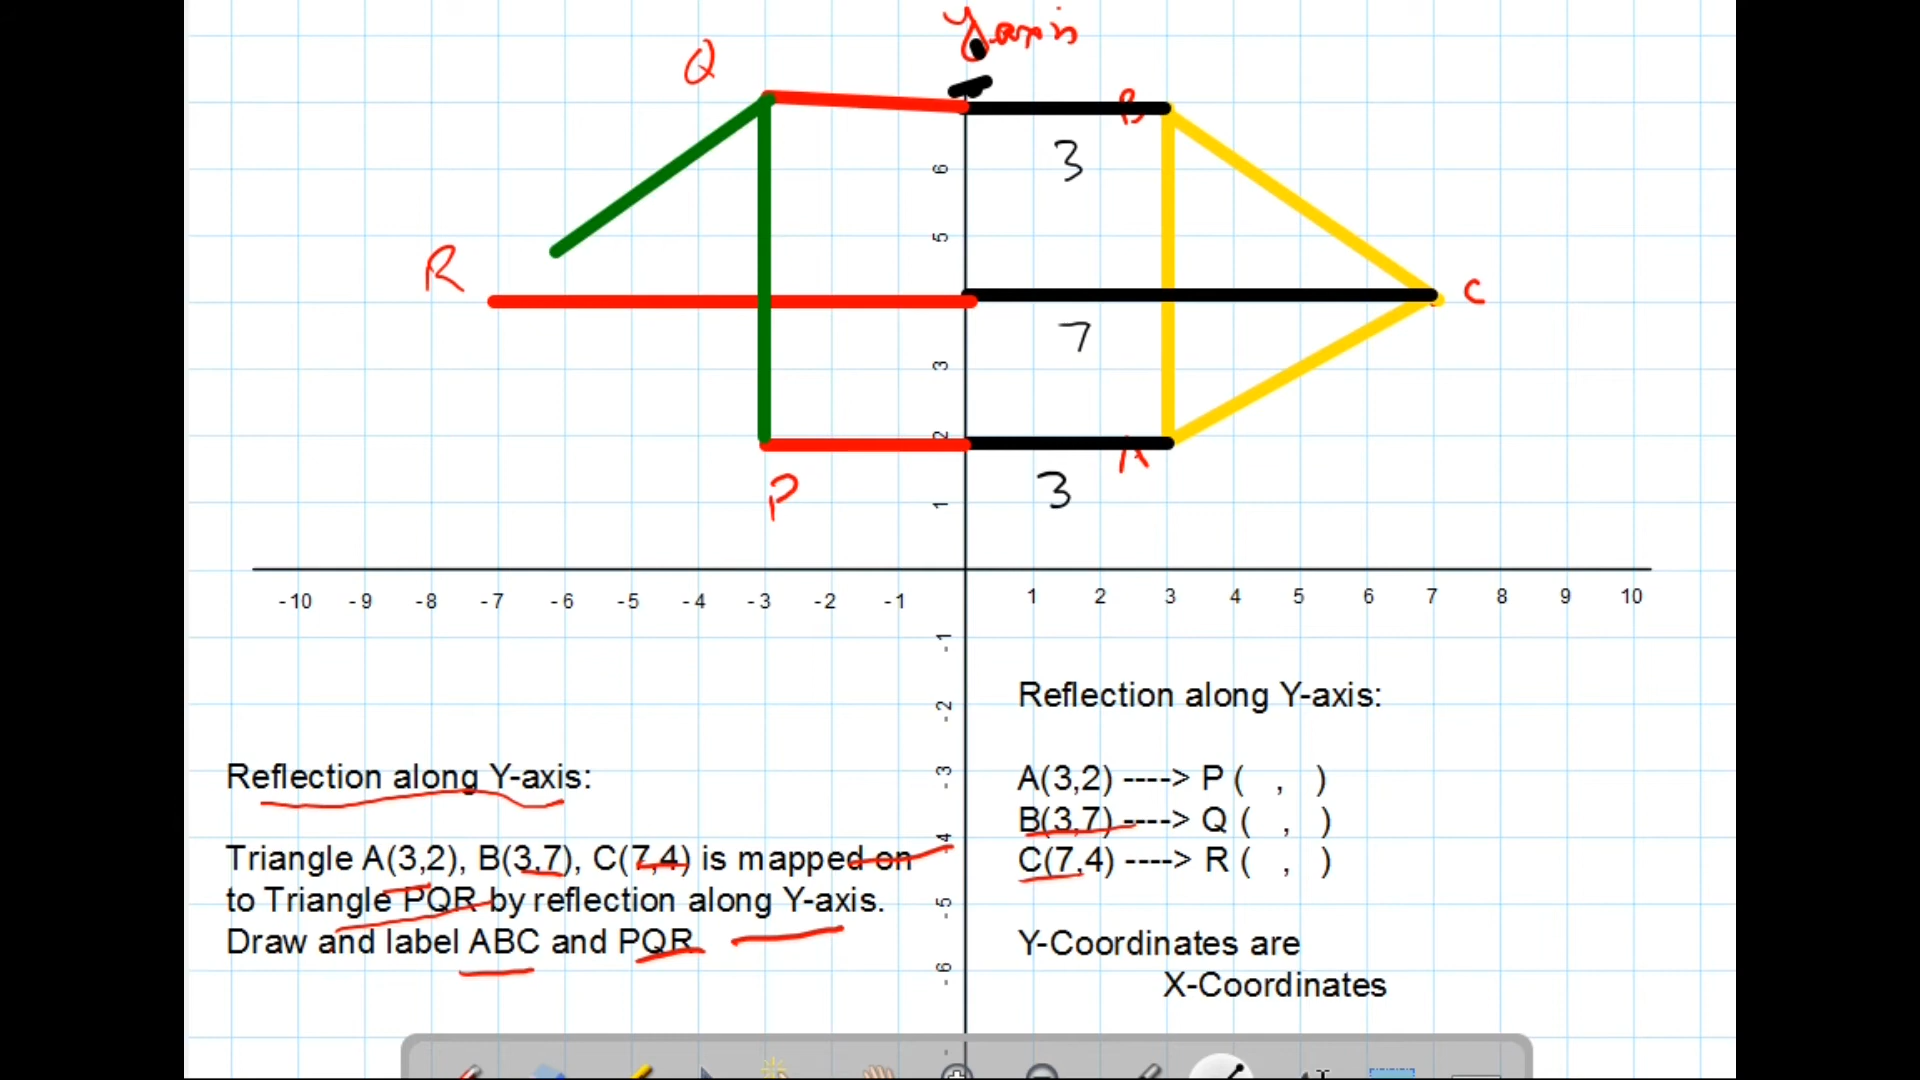 Y-axis
Q
B
3
6
5
R
C
7
3
2
A
3
P
1
-10 -9 -8 -7 -6 -5 -4 -3 -2 -1 1 2 3 4 5 6 7 8 9 10
-1
-2
-3
-4
-5
-6
Reflection along Y-axis:
Triangle A(3,2), B(3,7), C(7,4) is mapped on
to Triangle PQR by reflection along Y-axis.
Draw and label ABC and PQR
Reflection along Y-axis:
A(3,2) ----> P ( , )
B(3,7) ----> Q ( , )
C(7,4) ----> R ( , )
Y-Coordinates are
X-Coordinates